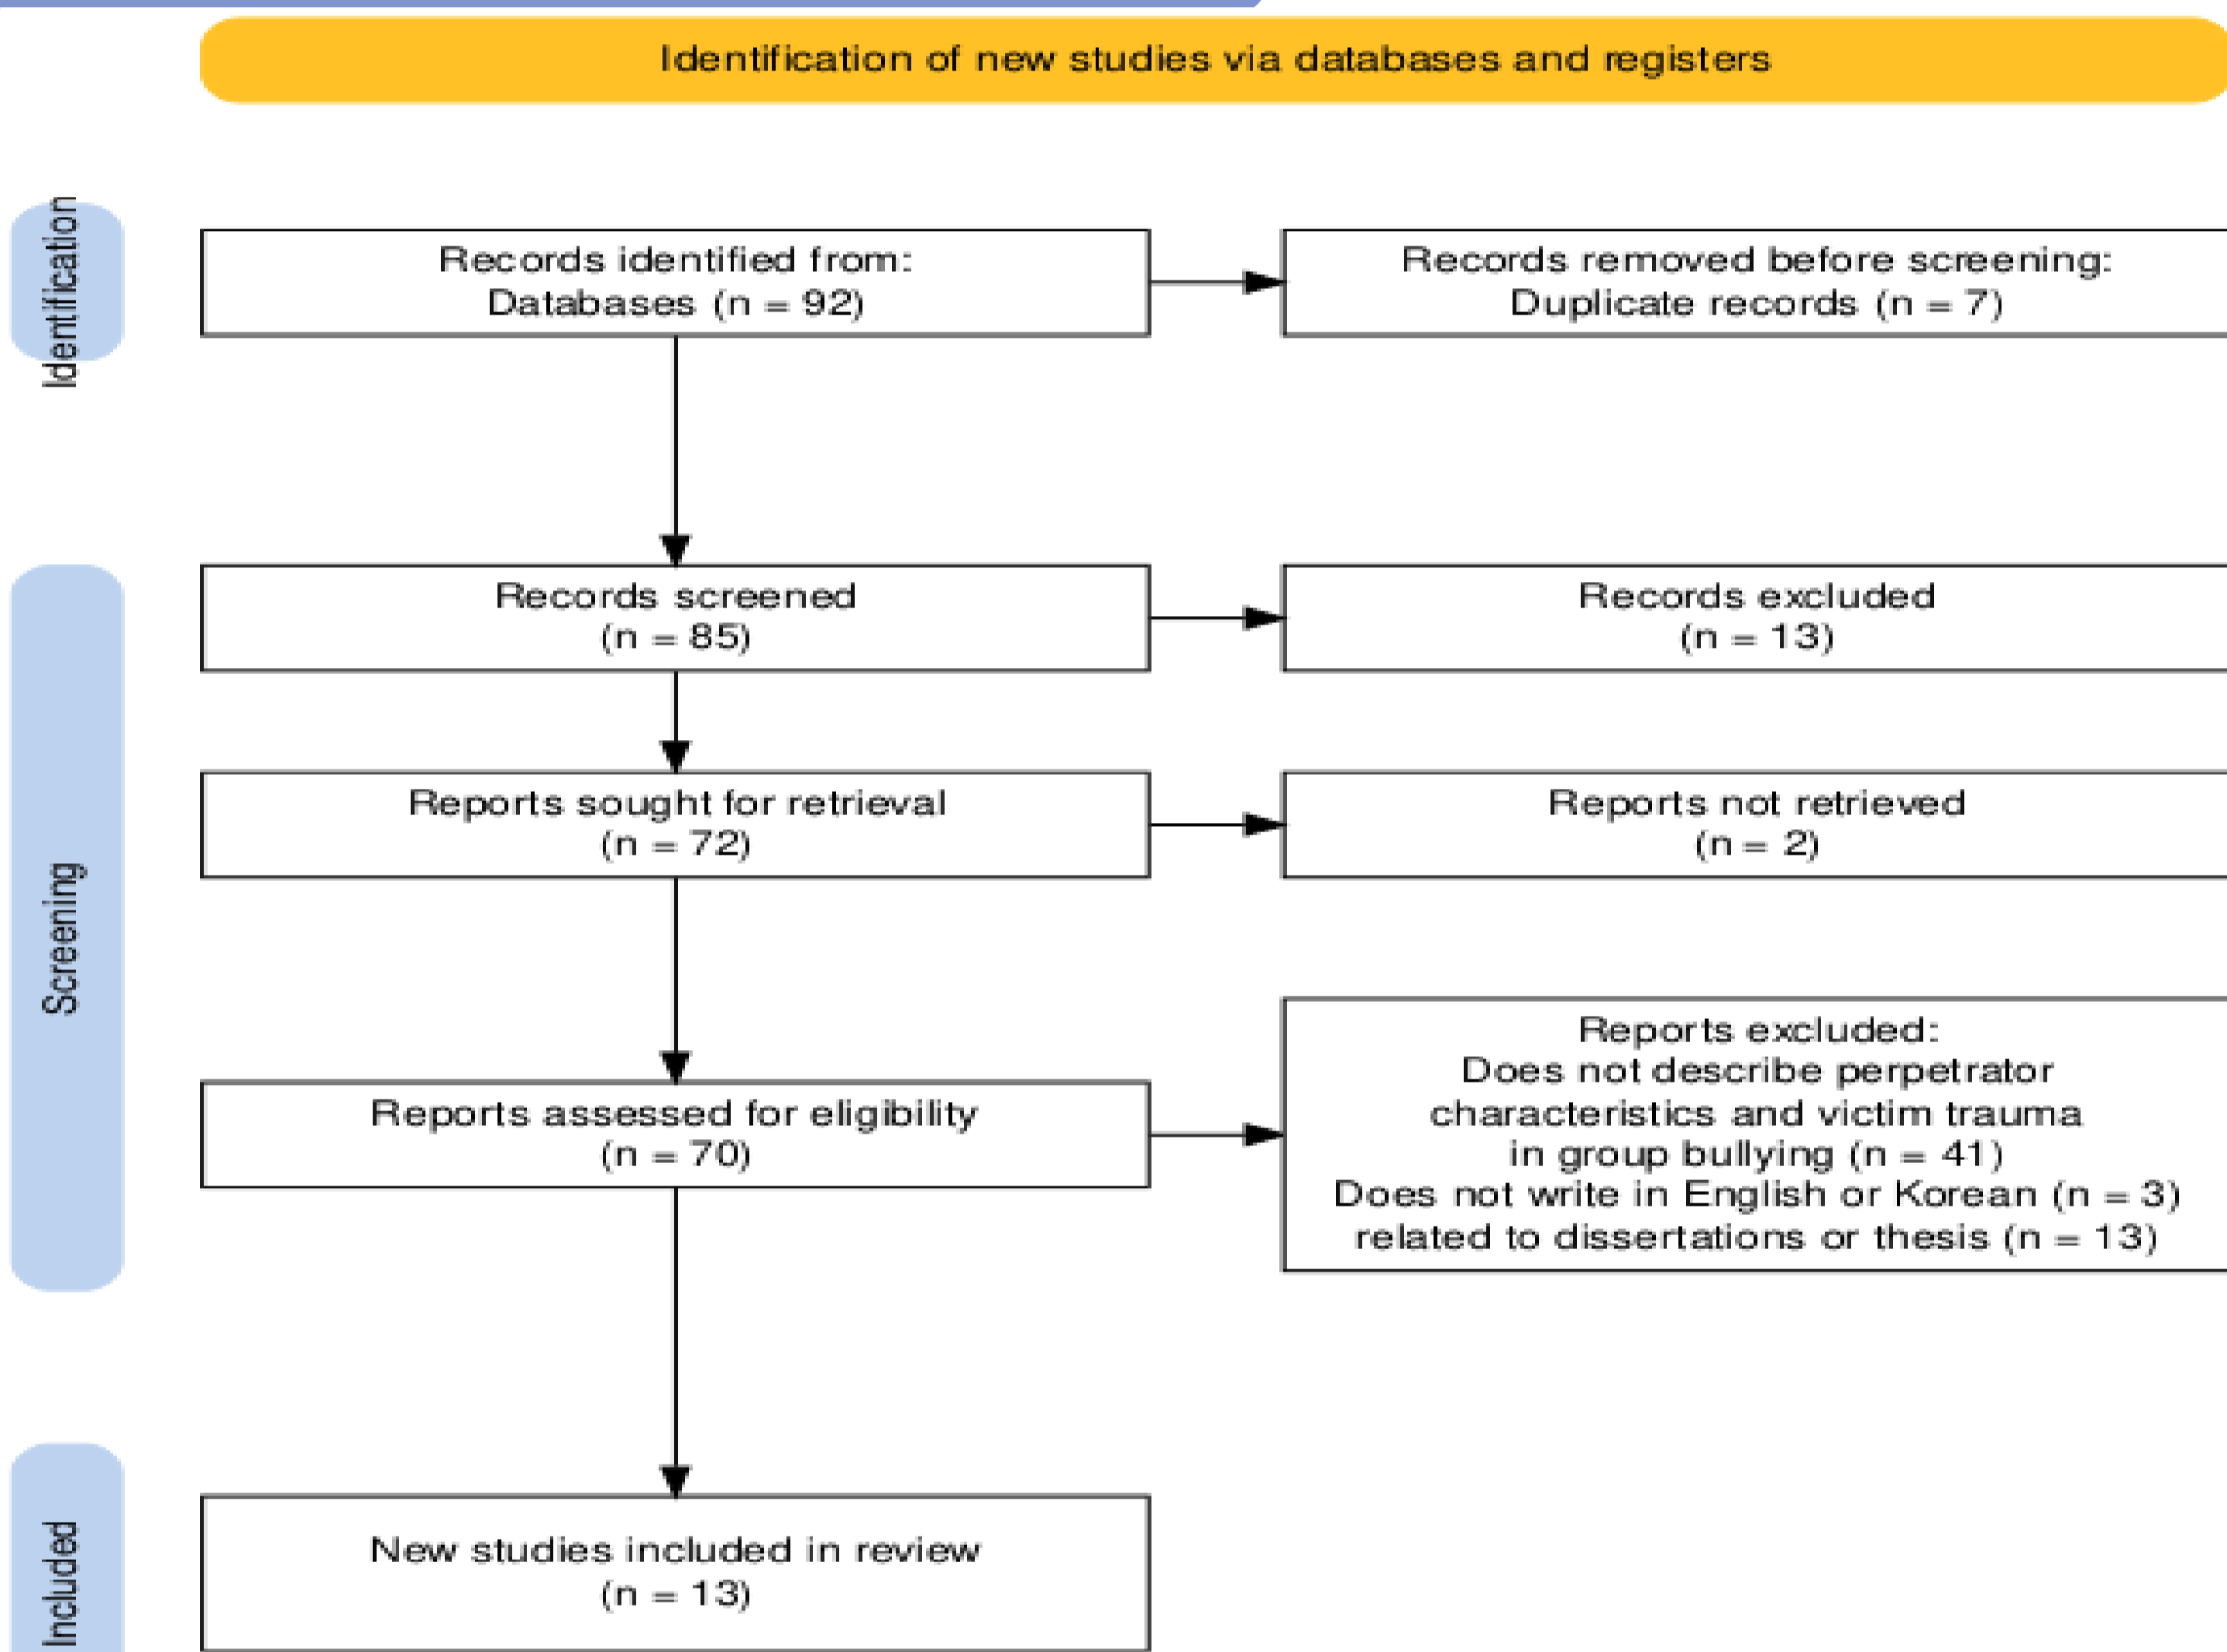 Identification of new studies via databases and registers
Identification
Records identified from:
Databases (n = 92)
Records removed before screening:
Duplicate records (n = 7)
Screening
Records screened
(n = 85)
Records excluded
(n = 13)
Reports sought for retrieval
(n = 72)
Reports not retrieved
(n = 2)
Reports assessed for eligibility
(n = 70)
Reports excluded:
Does not describe perpetrator
characteristics and victim trauma
in group bullying (n = 41)
Does not write in English or Korean (n = 3)
related to dissertations or thesis (n = 13)
Included
New studies included in review
(n = 13)